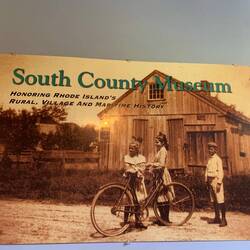 South County Museum
Honoring Rhode Island's
Rural, Village And Maritime History